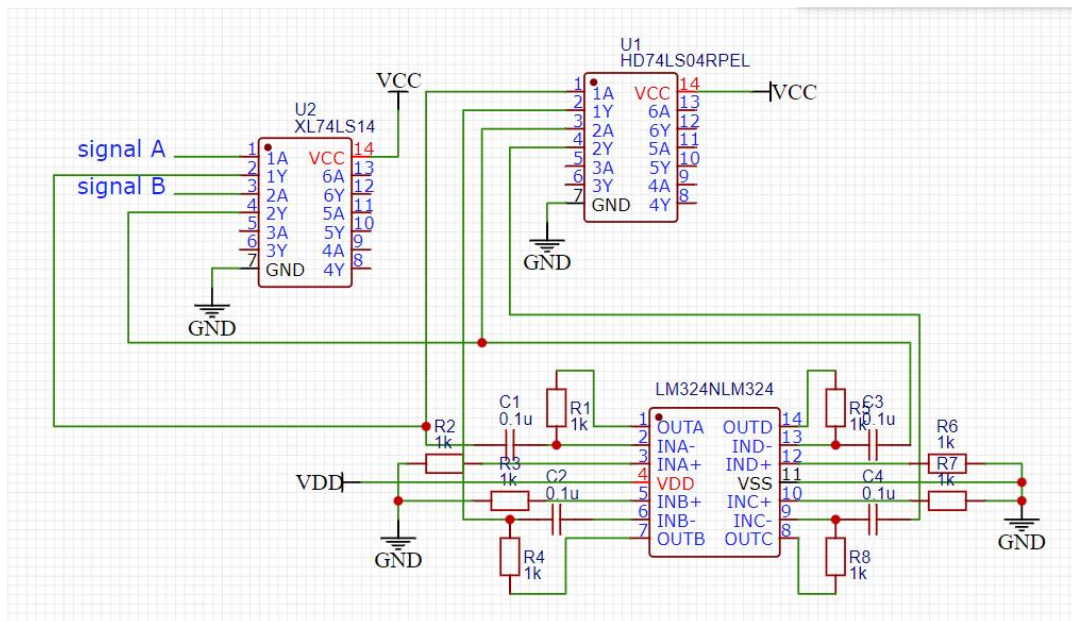 U1
HD74LS04RPEL
1 1A VCC 14 VCC
2 1Y 6A 13
3 2A 6Y 12
4 2Y 5A 11
5 3A 5Y 10
6 3Y 4A 9
7 GND 4Y 8
GND
VCC
U2
XL74LS14
signal A 1 1A VCC 14
2 1Y 6A 13
signal B 3 2A 6Y 12
4 2Y 5A 11
5 3A 5Y 10
6 3Y 4A 9
7 GND 4Y 8
GND
LM324NLM324
C1
0.1u
R1
1k
R2
1k
R3
1k
C2
0.1u
R4
1k
VDD
GND
1 OUTA OUTD 14
2 INA- IND- 13
3 INA+ IND+ 12
4 VDD VSS 11
5 INB+ INC+ 10
6 INB- INC- 9
7 OUTB OUTC 8
R5
1k
C3
0.1u
R6
1k
R7
1k
C4
0.1u
R8
1k
GND